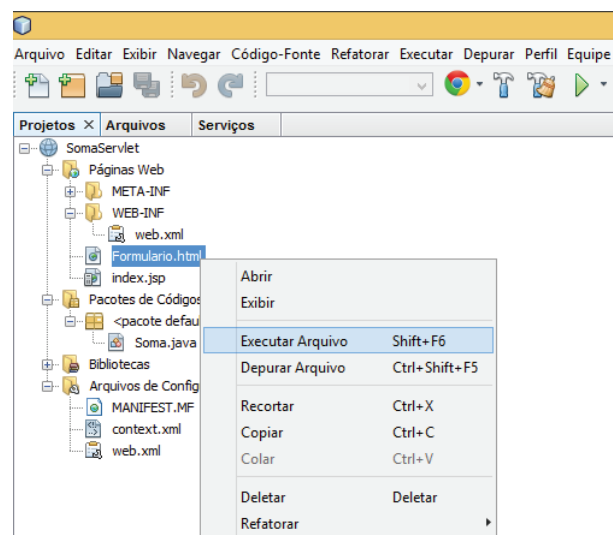 Arquivo Editar Exibir Navegar Código-Fonte Refatorar Executar Depurar Perfil Equipe
Projetos × Arquivos Serviços
SomaServlet
Páginas Web
META-INF
WEB-INF
web.xml
Formulario.html
index.jsp
Pacotes de Códigos
<pacote defau
Soma.java
Bibliotecas
Arquivos de Config
MANIFEST.MF
context.xml
web.xml
Abrir
Exibir
Executar Arquivo Shift+F6
Depurar Arquivo Ctrl+Shift+F5
Recortar Ctrl+X
Copiar Ctrl+C
Colar Ctrl+V
Deletar Deletar
Refatorar